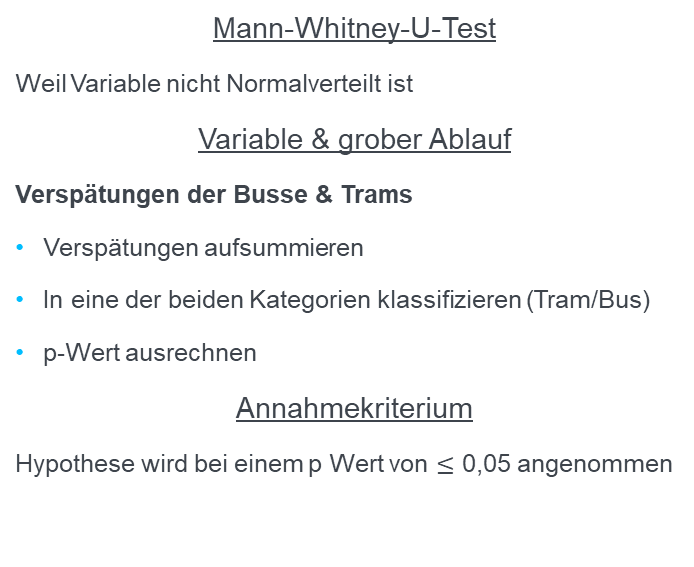 Mann-Whitney-U-Test
Weil Variable nicht Normalverteilt ist
Variable & grober Ablauf
Verspätungen der Busse & Trams
• Verspätungen aufsummieren
• In eine der beiden Kategorien klassifizieren (Tram/Bus)
• p-Wert ausrechnen
Annahmekriterium
Hypothese wird bei einem p Wert von ≤ 0,05 angenommen